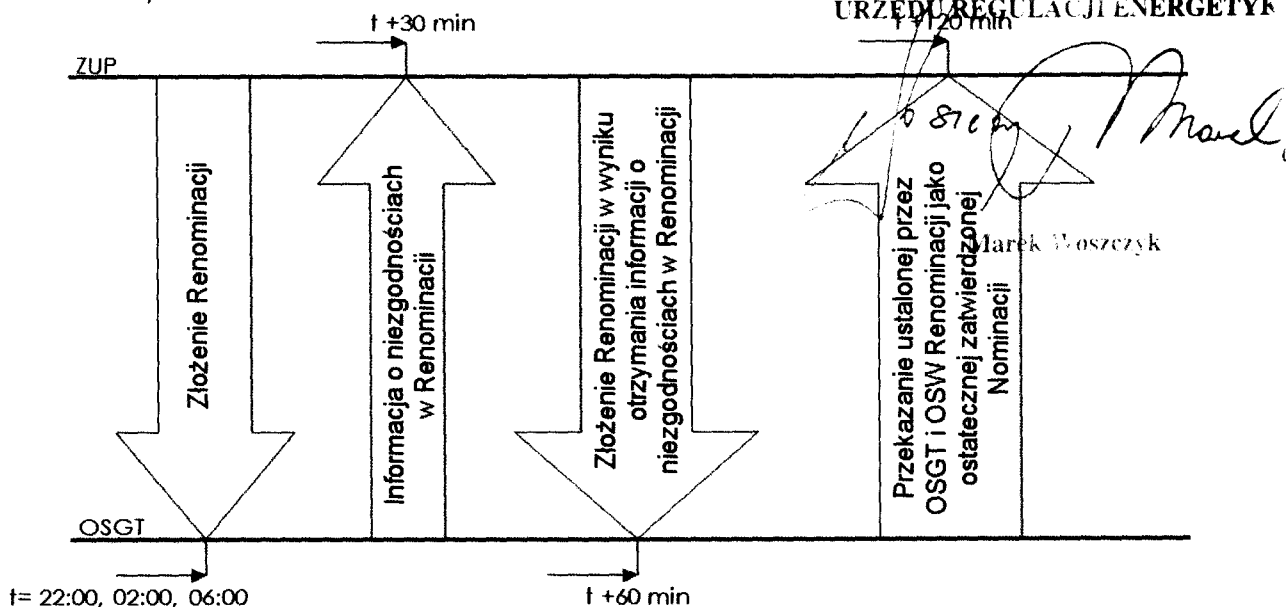 URZĘDU REGULACJI ENERGETYK
t +30 min
t +120 min
ZUP
Złożenie Renominacji
Informacja o niezgodnościach
w Renominacji
Złożenie Renominacji w wyniku
otrzymania informacji o
niezgodnościach w Renominacji
Przekazanie ustalonej przez
OSGT i OSW Renominacji jako
ostatecznej zatwierdzonej
Nominacji
Marek Woszczyk
OSGT
t= 22:00, 02:00, 06:00
t +60 min